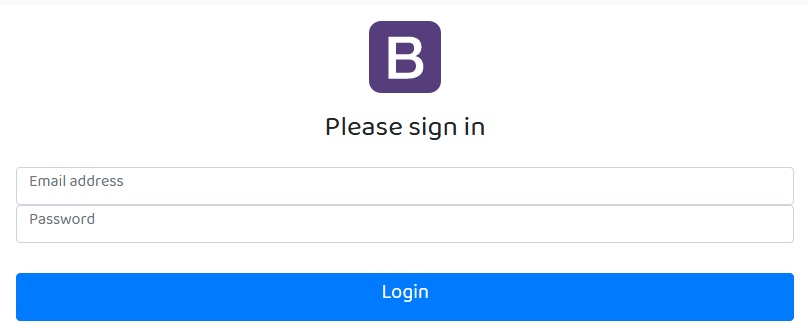 B
Please sign in
Email address
Password
Login